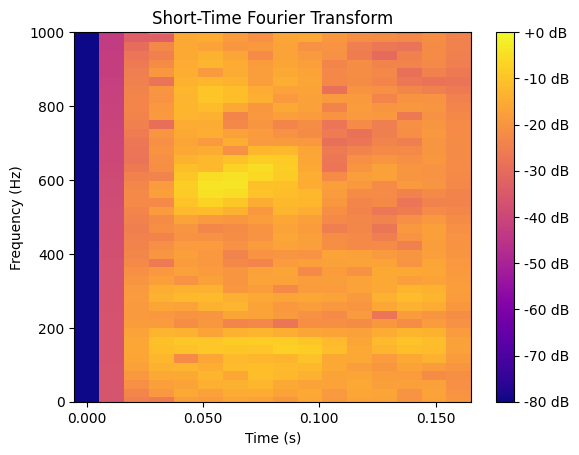 Short-Time Fourier Transform
Frequency (Hz)
1000
800
600
400
200
0
0.000
0.050
0.100
0.150
Time (s)
+0 dB
-10 dB
-20 dB
-30 dB
-40 dB
-50 dB
-60 dB
-70 dB
-80 dB